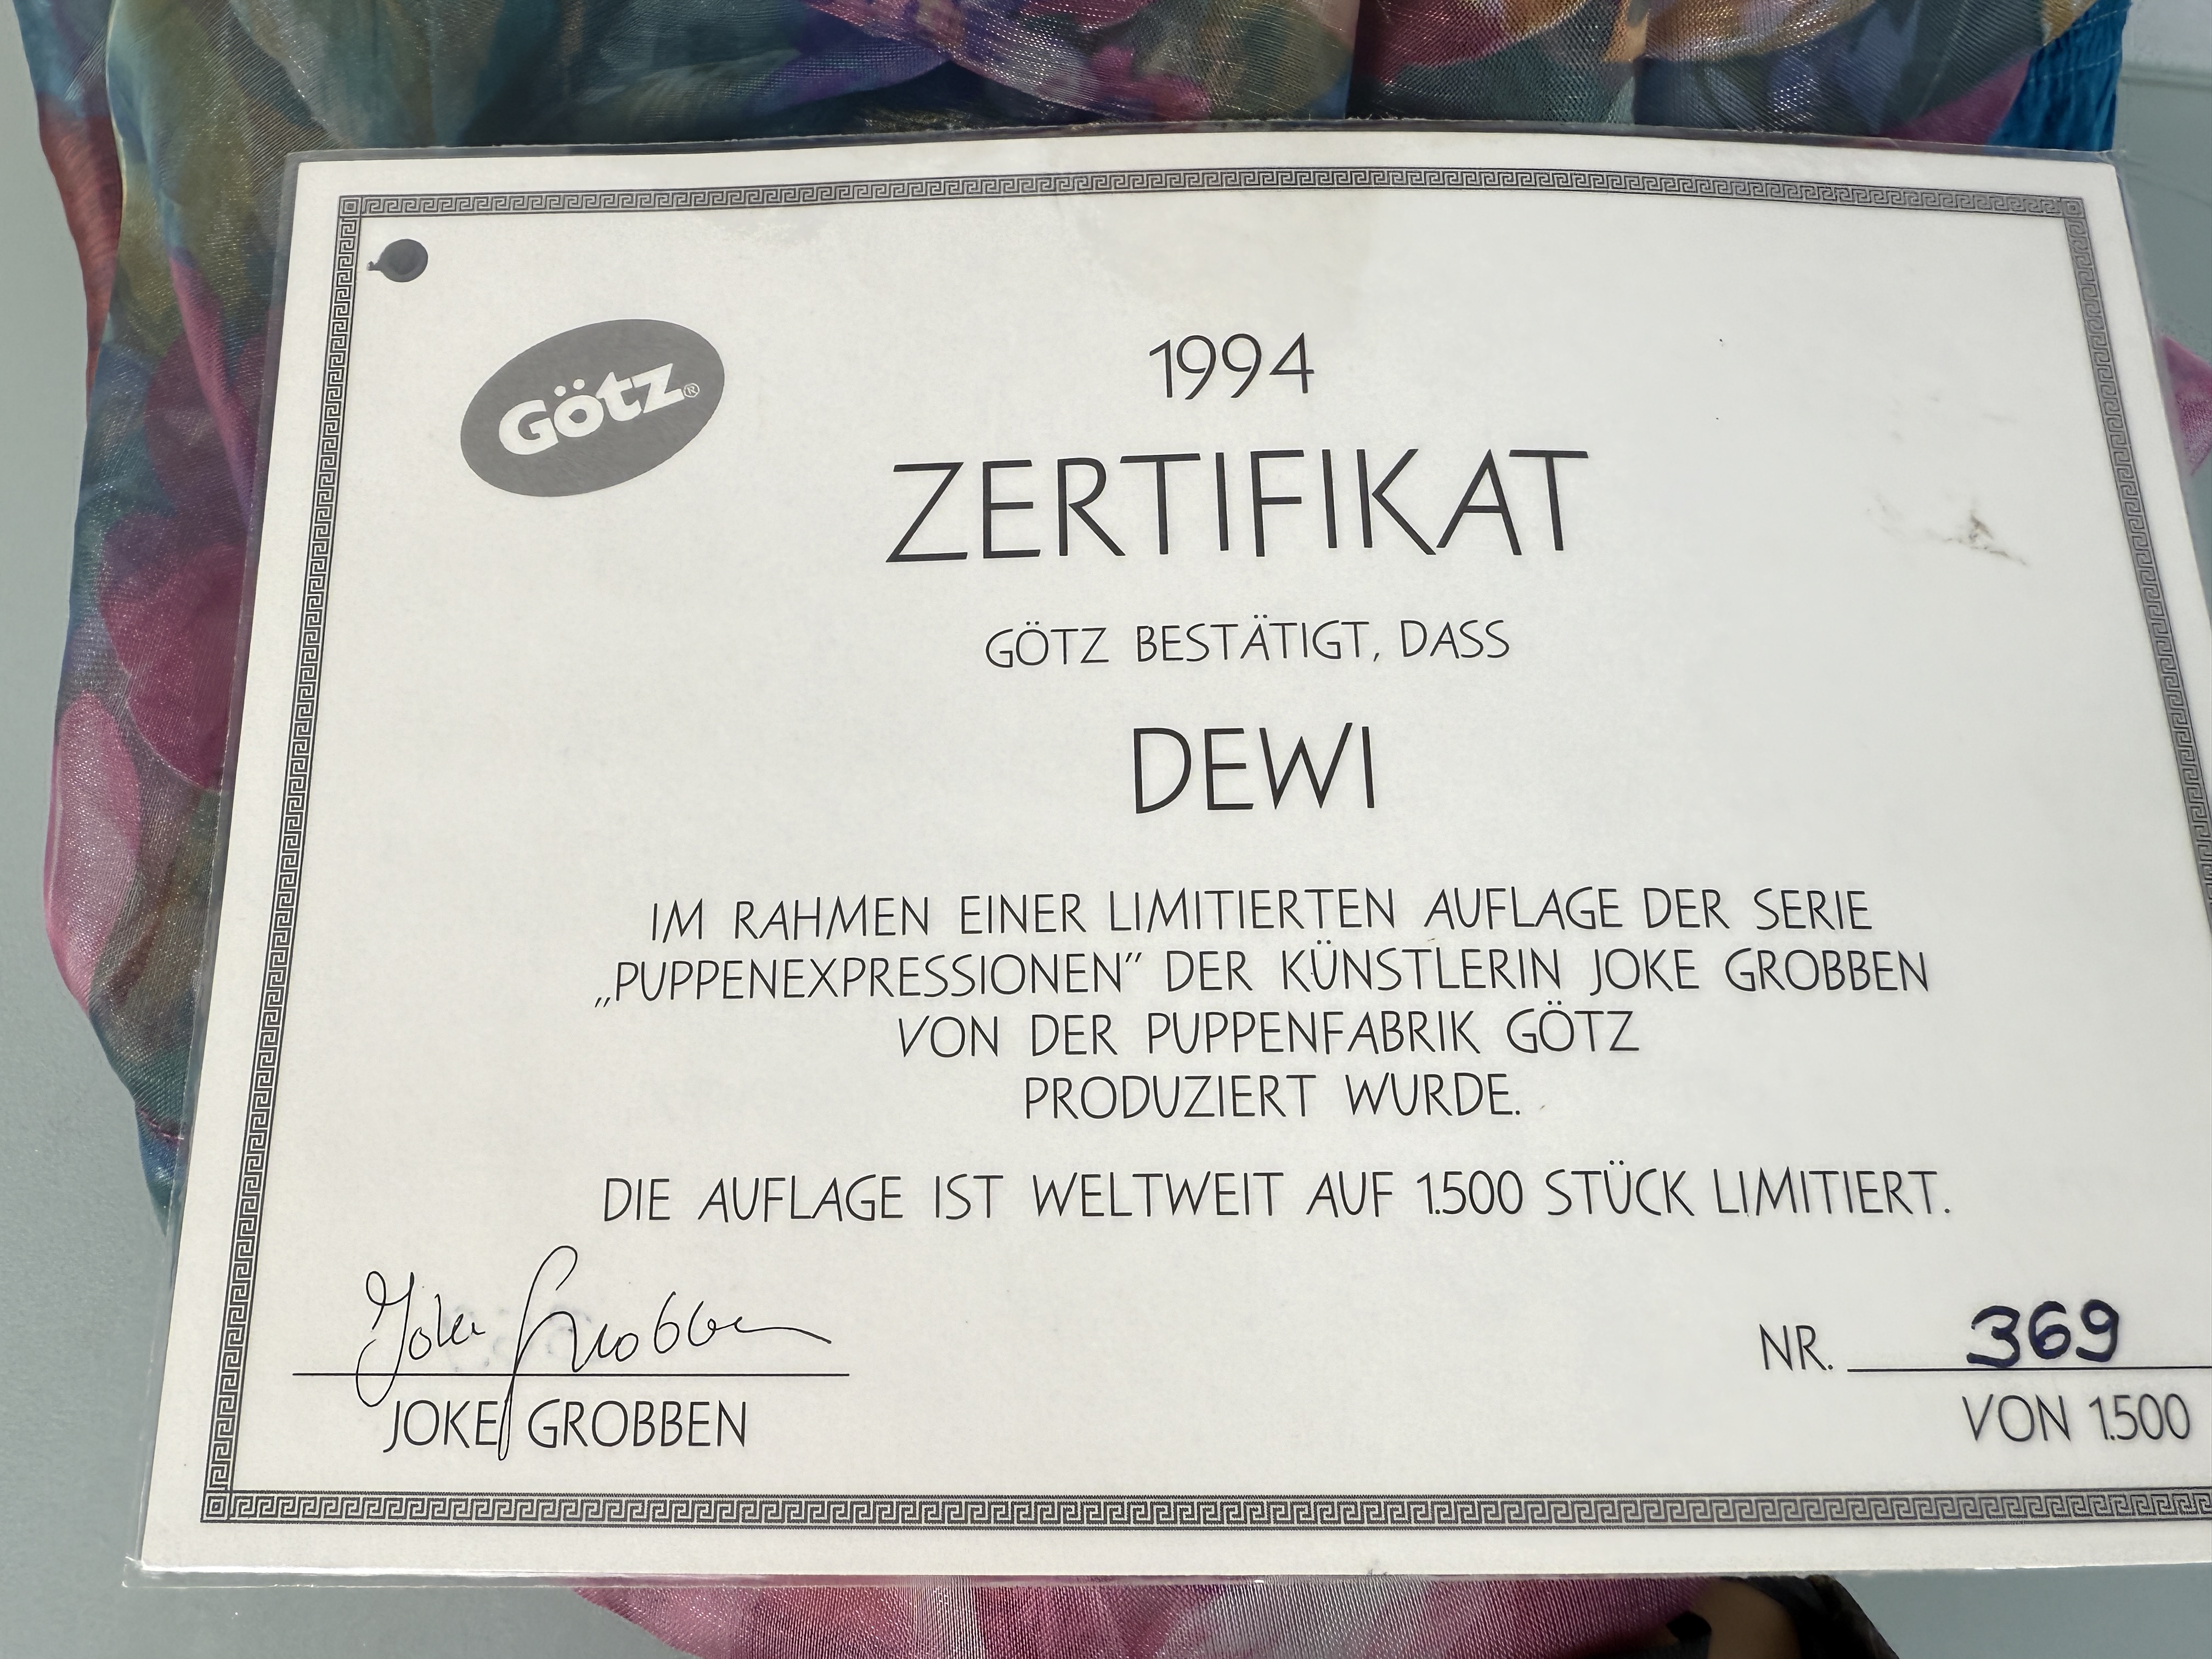 Götz®
1994
ZERTIFIKAT
GÖTZ BESTÄTIGT, DASS
DEWI
IM RAHMEN EINER LIMITIERTEN AUFLAGE DER SERIE
„PUPPENEXPRESSIONEN” DER KÜNSTLERIN JOKE GROBBEN
VON DER PUPPENFABRIK GÖTZ
PRODUZIERT WURDE.
DIE AUFLAGE IST WELTWEIT AUF 1.500 STÜCK LIMITIERT.
Joke Grobben
JOKE GROBBEN
NR. 369
VON 1.500